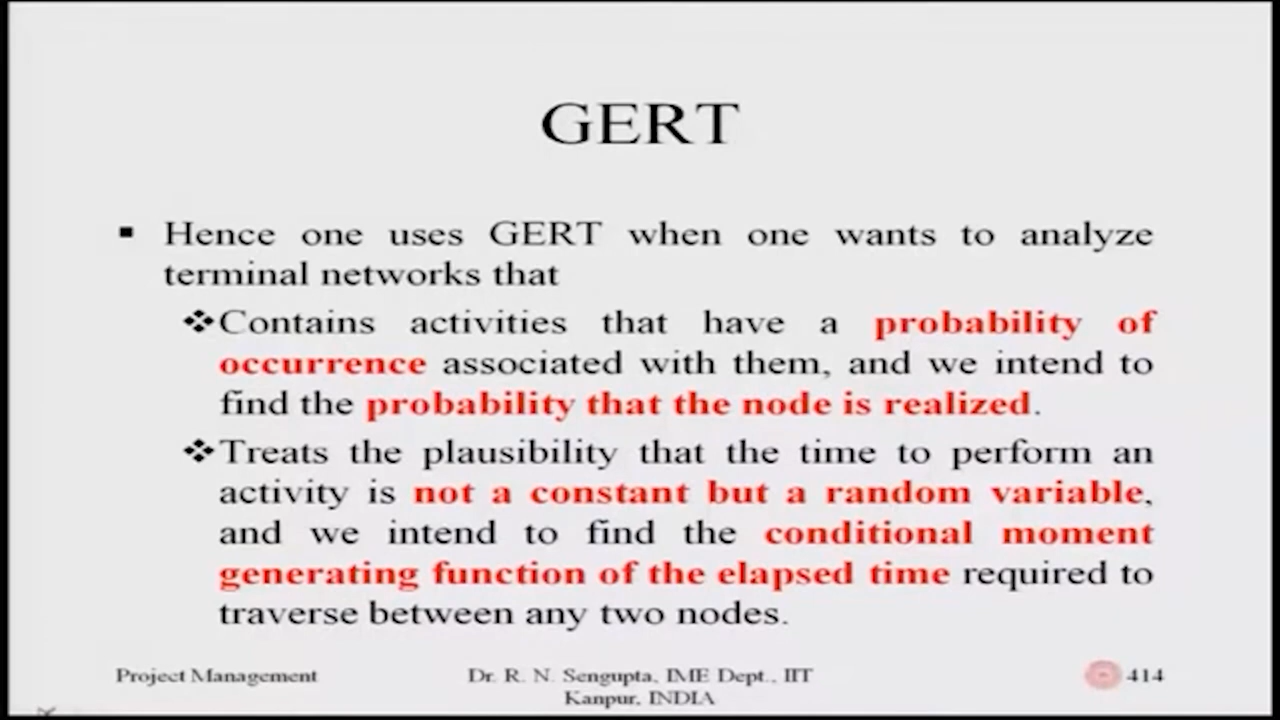 GERT
▪ Hence one uses GERT when one wants to analyze
terminal networks that
❖Contains activities that have a probability of
occurrence associated with them, and we intend to
find the probability that the node is realized.
❖Treats the plausibility that the time to perform an
activity is not a constant but a random variable,
and we intend to find the conditional moment
generating function of the elapsed time required to
traverse between any two nodes.
Project Management
Dr. R. N. Sengupta, IME Dept., IIT
Kanpur, INDIA
414